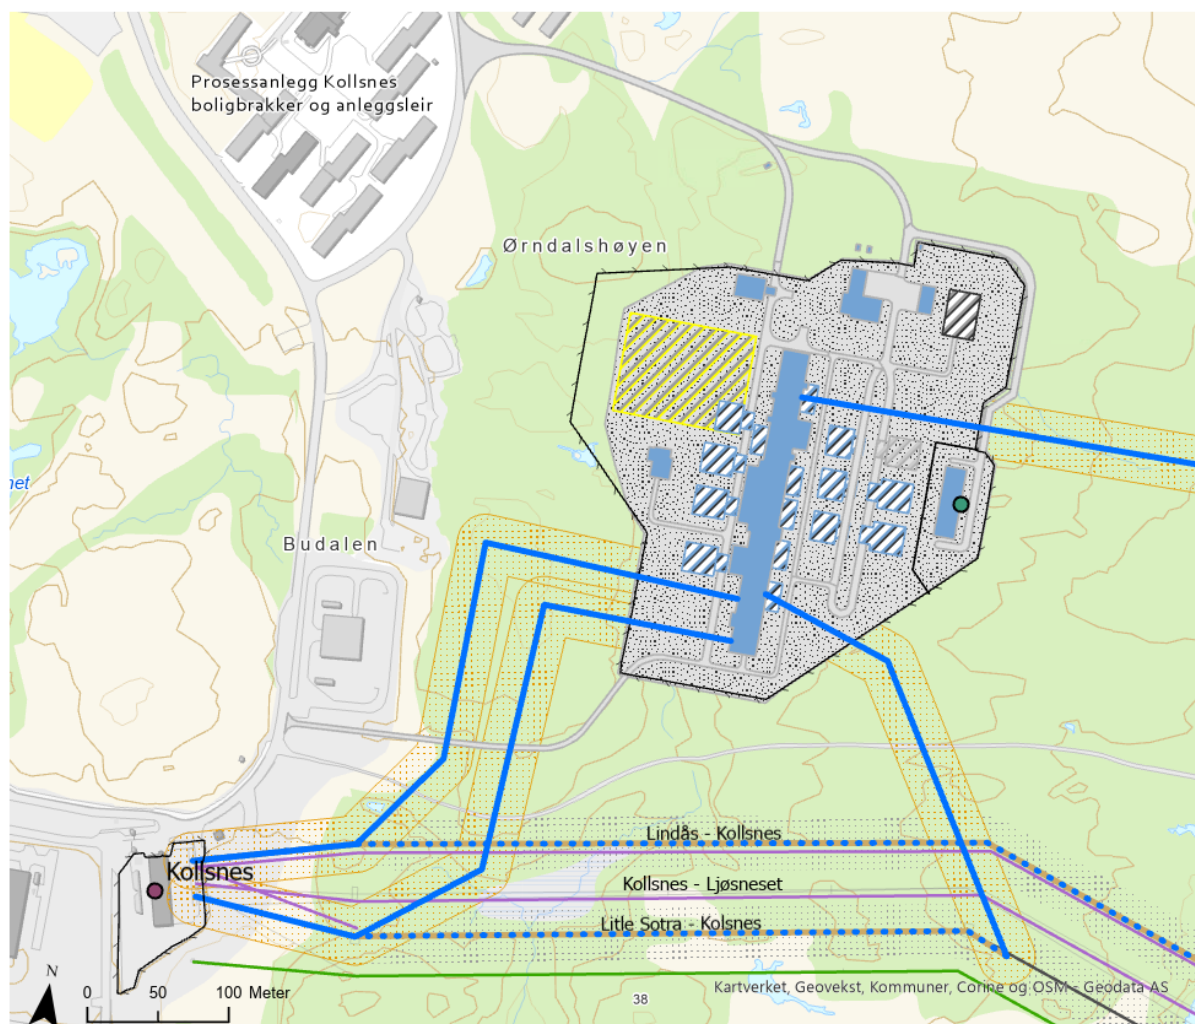 Prosessanlegg Kollsnes
boligbrakker og anleggsleir
Ørndalshøyen
net
Budalen
Lindås - Kollsnes
Kollsnes
Kollsnes - Ljøsneset
Litle Sotra - Kolsnes
N
0 50 100 Meter
38
Kartverket, Geovekst, Kommuner, Corine og OSM - Geodata AS